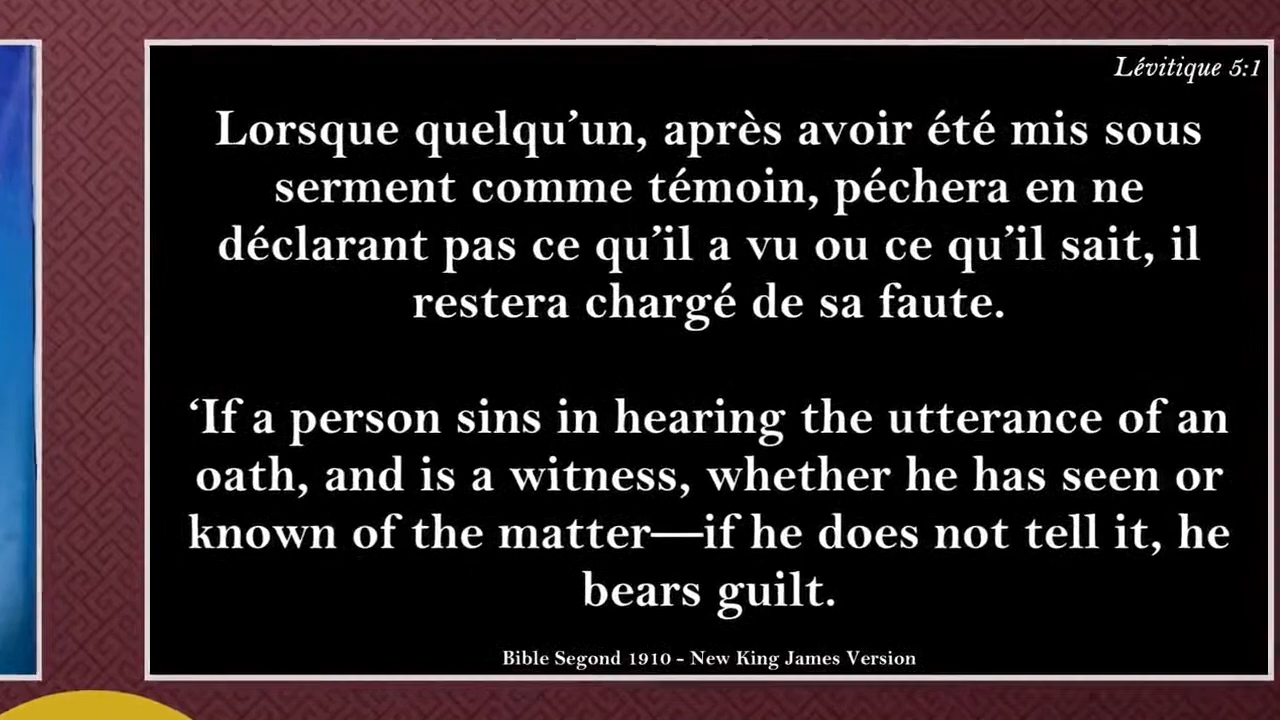 Lévitique 5:1
Lorsque quelqu’un, après avoir été mis sous
serment comme témoin, péchera en ne
déclarant pas ce qu’il a vu ou ce qu’il sait, il
restera chargé de sa faute.
‘If a person sins in hearing the utterance of an
oath, and is a witness, whether he has seen or
known of the matter—if he does not tell it, he
bears guilt.
Bible Segond 1910 - New King James Version